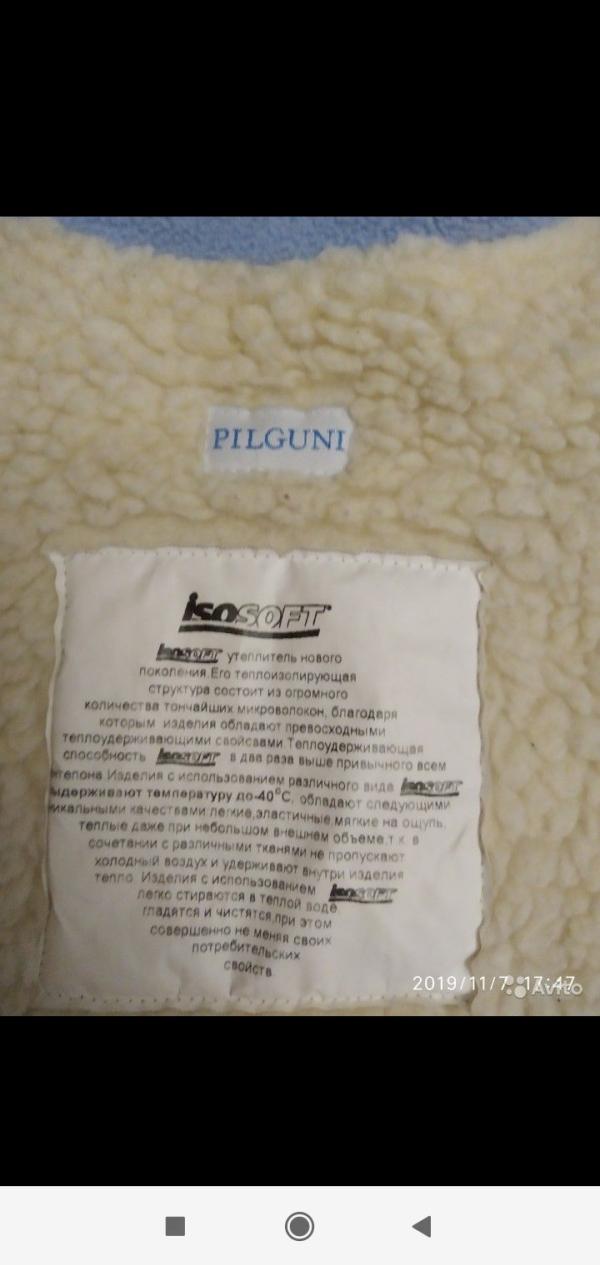 PILGUNI
isoSOFT
isoSOFT утеплитель нового
поколения.Его теплоизолирующая
структура состоит из огромного
количества тончайших микроволокон, благодаря
которым изделия обладают превосходными
теплоудерживающими свойсвами.Теплоудерживающая
способность isoSOFT в два раза выше привычного всем
нтепона.Изделия с использованием различного вида isoSOFT
ыдерживают температуру до-40°С, обладают следующими
никальными качествами легкие,эластичные,мягкие на ощупь,
теплые даже при небольшом внешнем объеме,т.к. в
сочетании с различными тканями не пропускают
холодный воздух и удерживают внутри изделия
тепло. Изделия с использованием isoSOFT
легко стираются в теплой воде,
гладятся и чистятся,при этом
совершенно не меняя своих
потребительских
свойств
2019/11/7 17:47
Avito